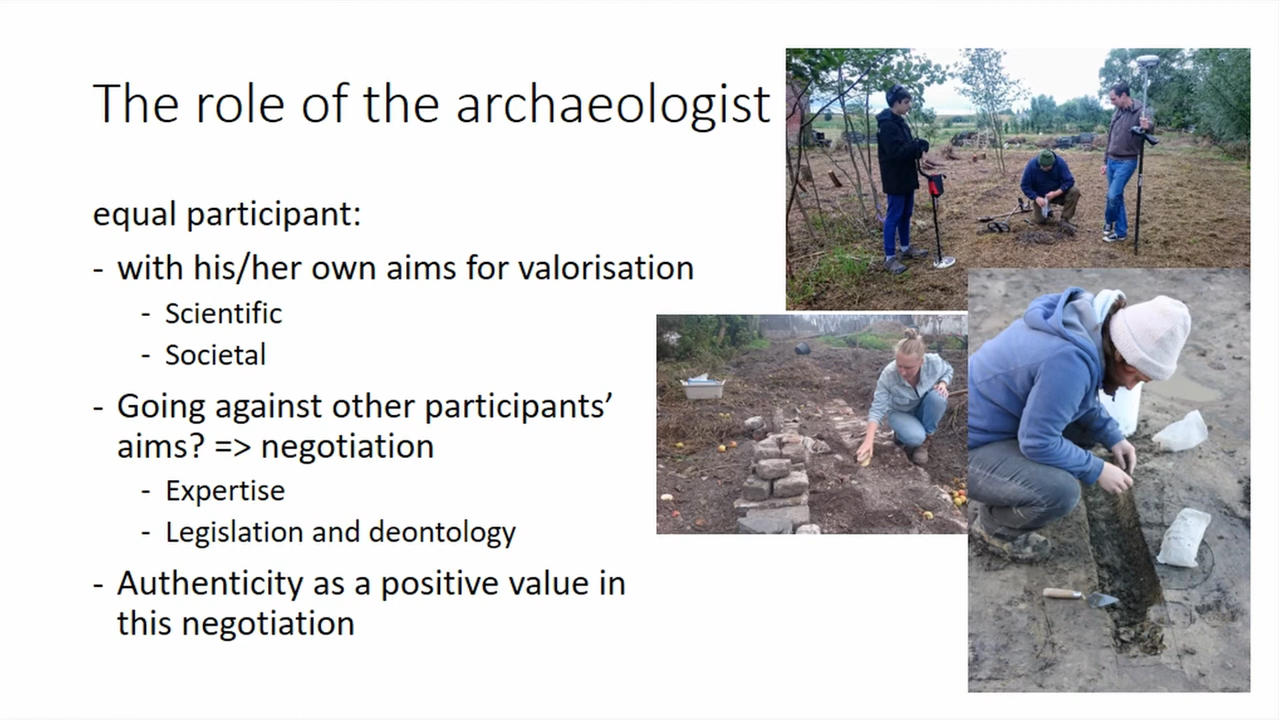 The role of the archaeologist
equal participant:
- with his/her own aims for valorisation
- Scientific
- Societal
- Going against other participants’
aims? => negotiation
- Expertise
- Legislation and deontology
- Authenticity as a positive value in
this negotiation